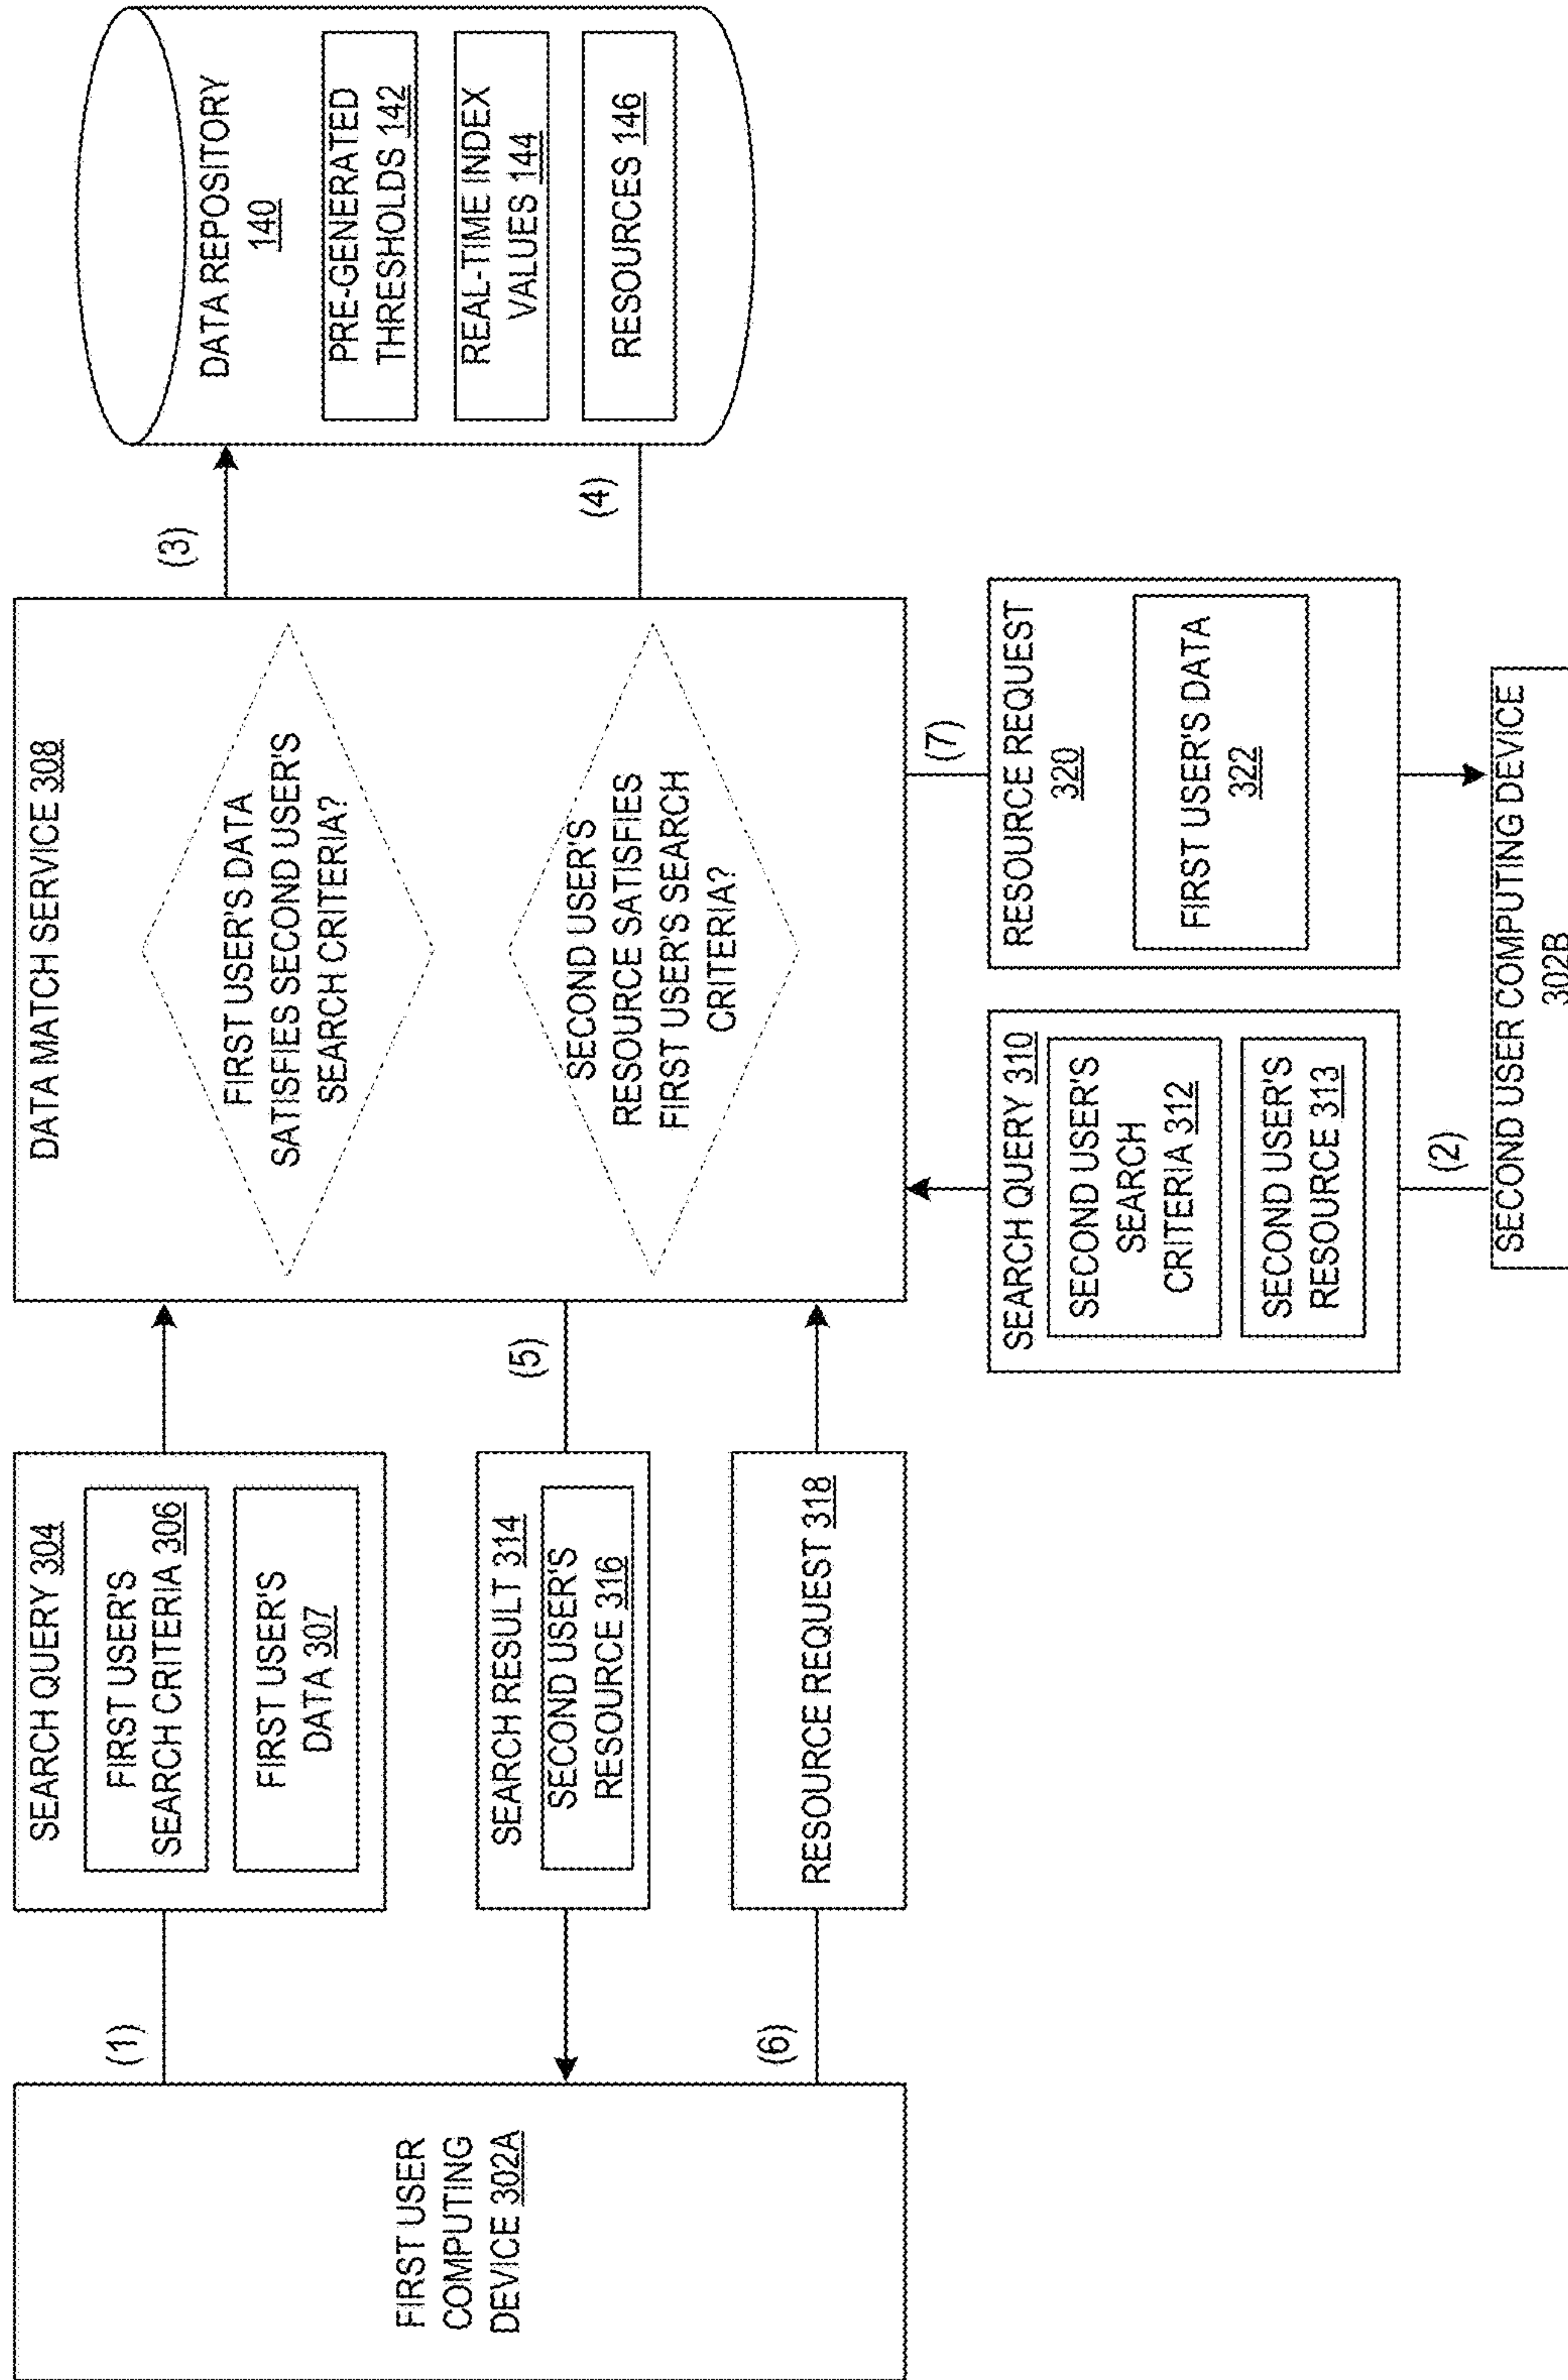 FIRST USER
COMPUTING
DEVICE 302A
(1)
SEARCH QUERY 304
FIRST USER'S
SEARCH CRITERIA 306
FIRST USER'S
DATA 307
(5)
SEARCH RESULT 314
SECOND USER'S
RESOURCE 316
(6)
RESOURCE REQUEST 318
DATA MATCH SERVICE 308
FIRST USER'S DATA
SATISFIES SECOND USER'S
SEARCH CRITERIA?
SECOND USER'S
RESOURCE SATISFIES
FIRST USER'S SEARCH
CRITERIA?
(3)
(4)
DATA REPOSITORY
140
PRE-GENERATED
THRESHOLDS 142
REAL-TIME INDEX
VALUES 144
RESOURCES 146
SEARCH QUERY 310
SECOND USER'S
SEARCH
CRITERIA 312
SECOND USER'S
RESOURCE 313
(2)
(7)
RESOURCE REQUEST
320
FIRST USER'S DATA
322
SECOND USER COMPUTING DEVICE
302B